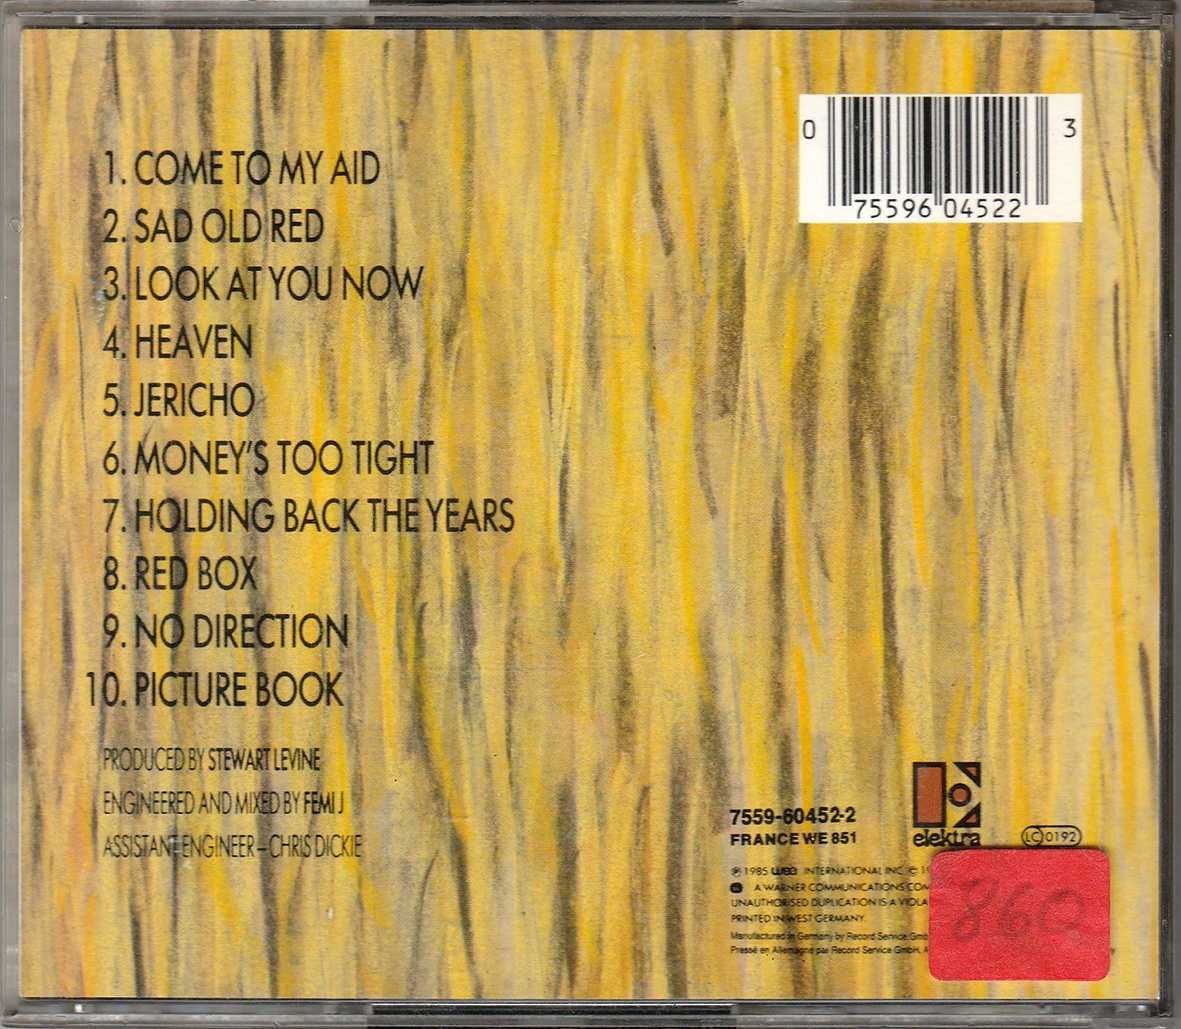 0 3
75596 04522
1. COME TO MY AID
2. SAD OLD RED
3. LOOK AT YOU NOW
4. HEAVEN
5. JERICHO
6. MONEY'S TOO TIGHT
7. HOLDING BACK THE YEARS
8. RED BOX
9. NO DIRECTION
10. PICTURE BOOK
PRODUCED BY STEWART LEVINE
ENGINEERED AND MIXED BY FEMI J
ASSISTANT ENGINEER – CHRIS DICKIE
7559-60452-2
FRANCE WE 851
elektra
LC 0192
℗ 1985 wea INTERNATIONAL INC. ©
A WARNER COMMUNICATIONS
UNAUTHORISED DUPLICATION IS A
PRINTED IN WEST GERMANY.
Manufactured in Germany by Record Service GmbH
Pressé en Allemagne par Record Service GmbH, A
860